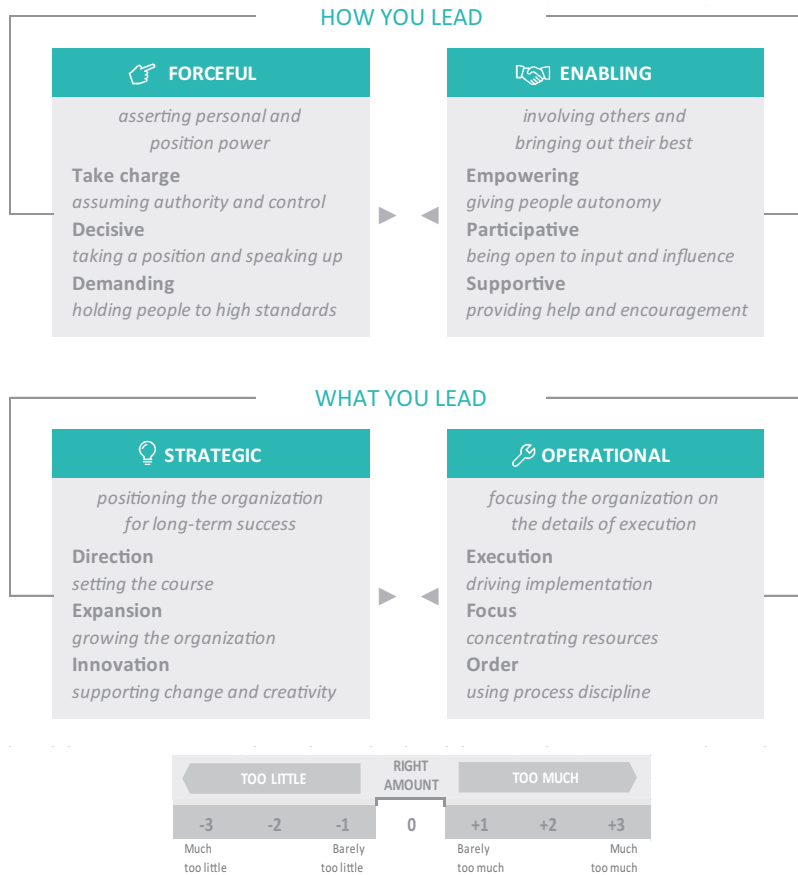 HOW YOU LEAD
FORCEFUL
asserting personal and
position power
Take charge
assuming authority and control
Decisive
taking a position and speaking up
Demanding
holding people to high standards
ENABLING
involving others and
bringing out their best
Empowering
giving people autonomy
Participative
being open to input and influence
Supportive
providing help and encouragement
WHAT YOU LEAD
STRATEGIC
positioning the organization
for long-term success
Direction
setting the course
Expansion
growing the organization
Innovation
supporting change and creativity
OPERATIONAL
focusing the organization on
the details of execution
Execution
driving implementation
Focus
concentrating resources
Order
using process discipline
TOO LITTLE
RIGHT
AMOUNT
TOO MUCH
-3 -2 -1 0 +1 +2 +3
Much
too little
Barely
too little
Barely
too much
Much
too much